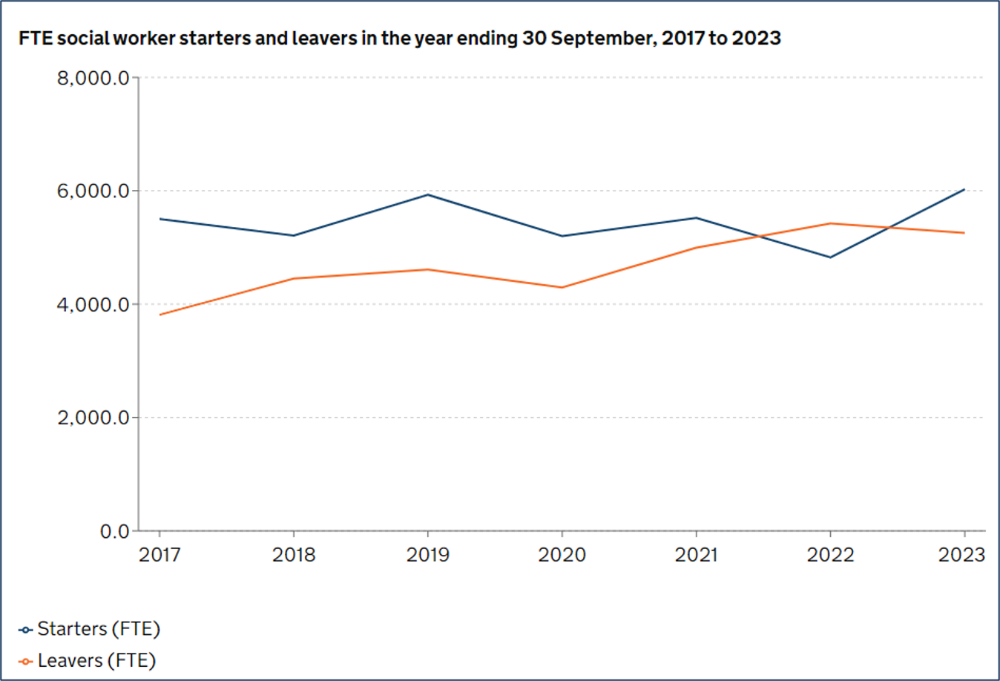 FTE social worker starters and leavers in the year ending 30 September, 2017 to 2023
8,000.0
6,000.0
4,000.0
2,000.0
0.0
2017 2018 2019 2020 2021 2022 2023
Starters (FTE)
Leavers (FTE)